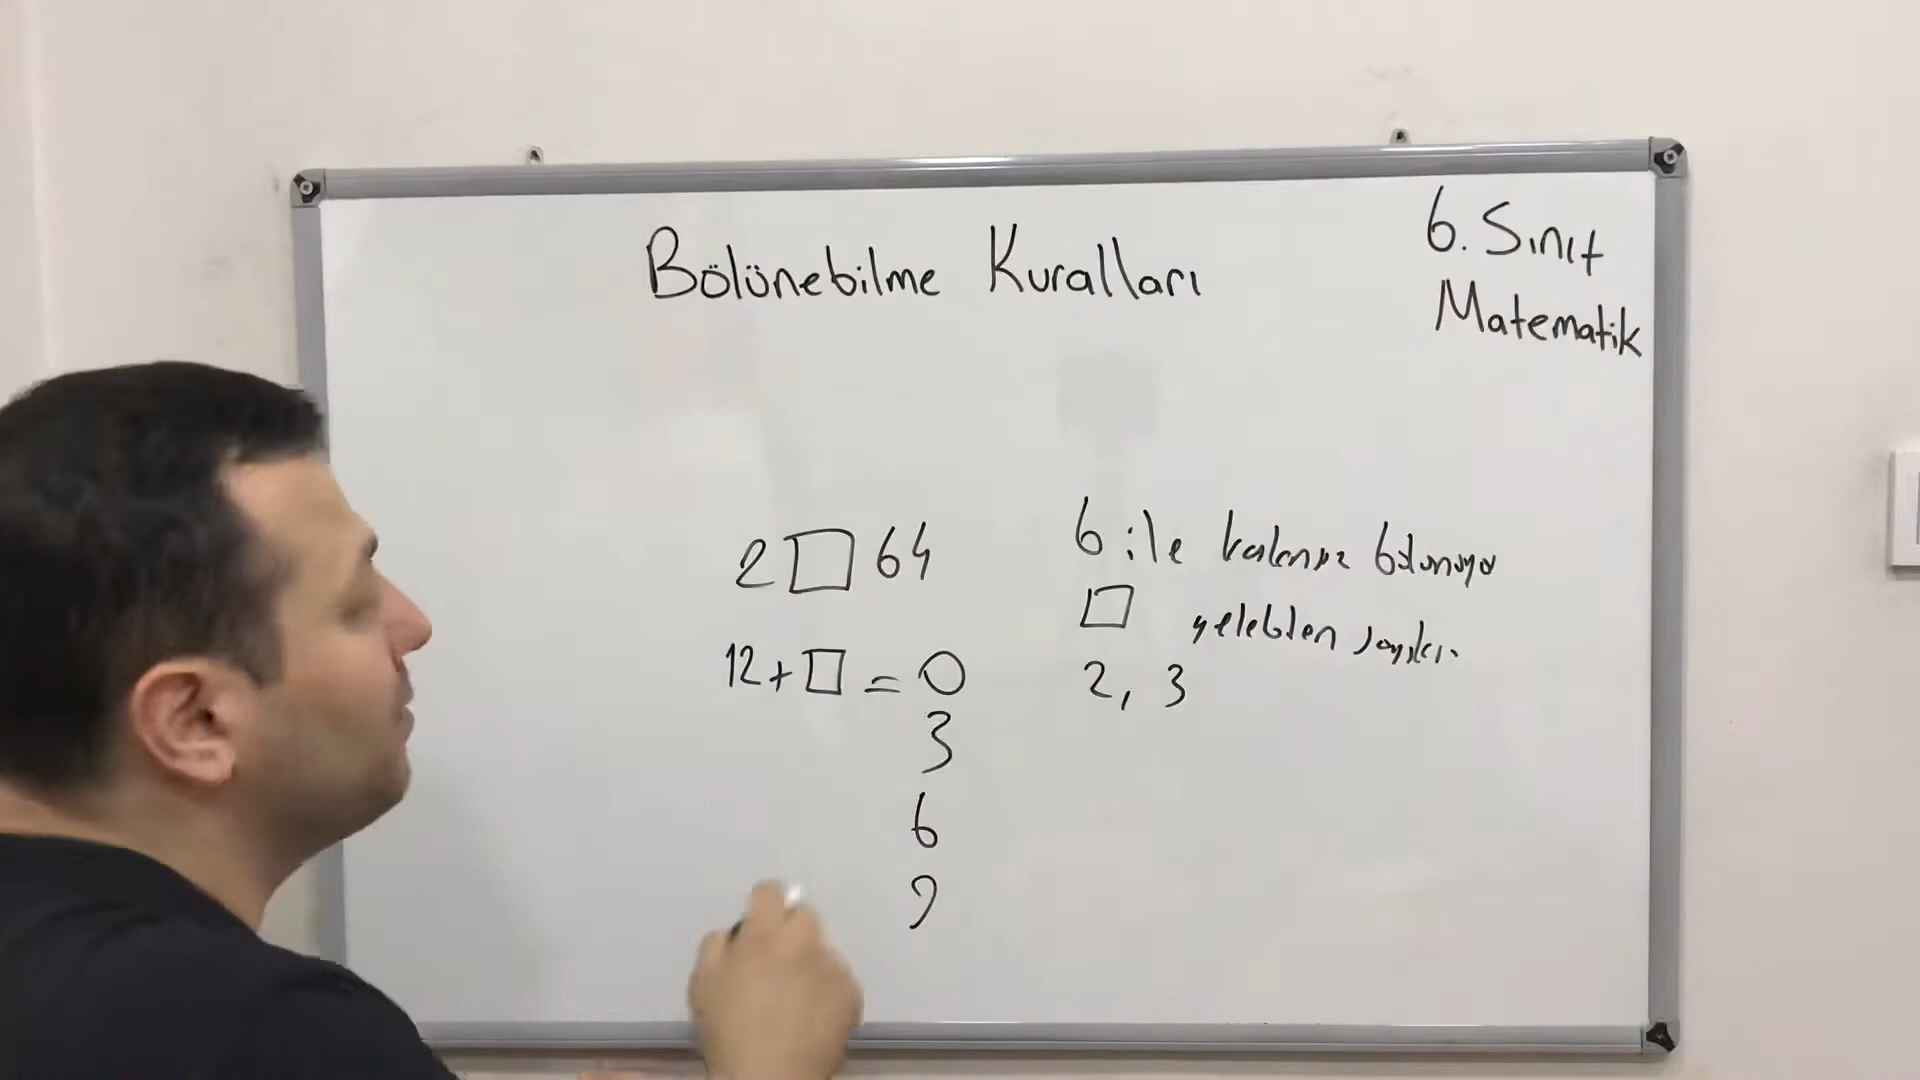 Bölünebilme Kuralları
6. Sınıf
Matematik
2□64
12+□=0
3
6
9
6 ile kalansız bölünüyor
□ gelebilen sayılar
2, 3